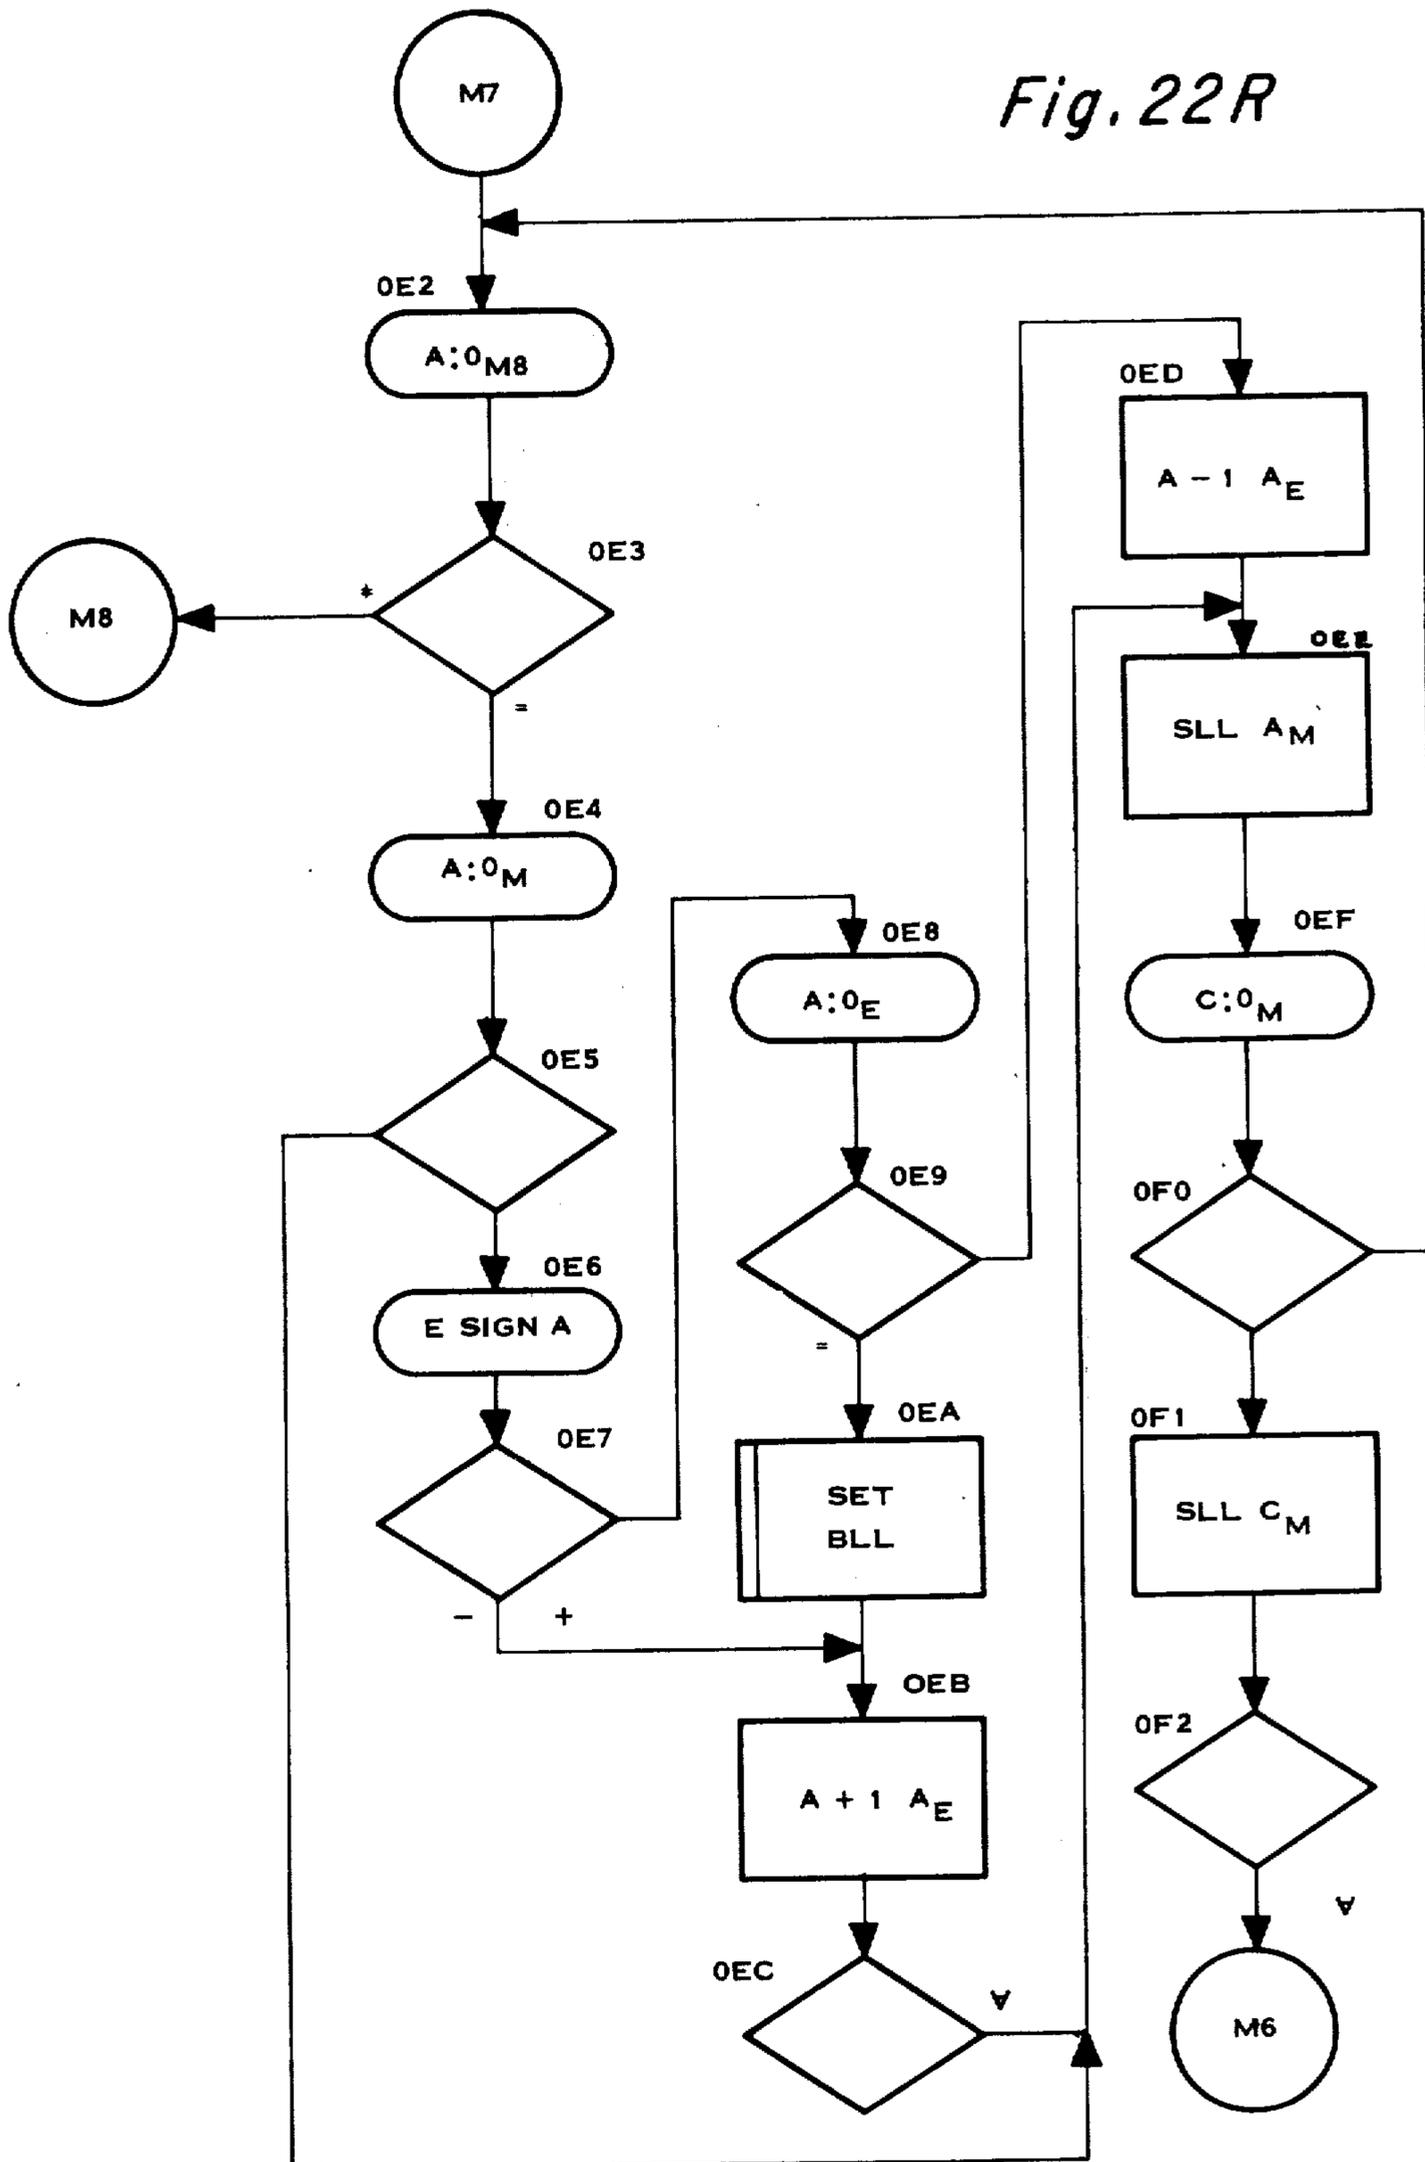 Fig. 22R
M7
0E2
A:0M8
0E3
*
M8
=
0E4
A:0M
0E5
0E6
E SIGN A
0E7
-
+
0E8
A:0E
0E9
=
0EA
SET
BLL
0EB
A + 1 AE
0EC
∀
0ED
A - 1 AE
0EE
SLL AM
0EF
C:0M
0F0
0F1
SLL CM
0F2
∀
M6